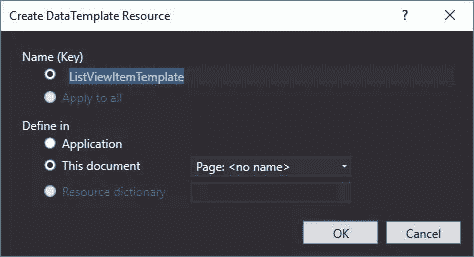 Create DataTemplate Resource
Name (Key)
ListViewItemTemplate
Apply to all
Define in
Application
This document Page: <no name>
Resource dictionary
OK Cancel